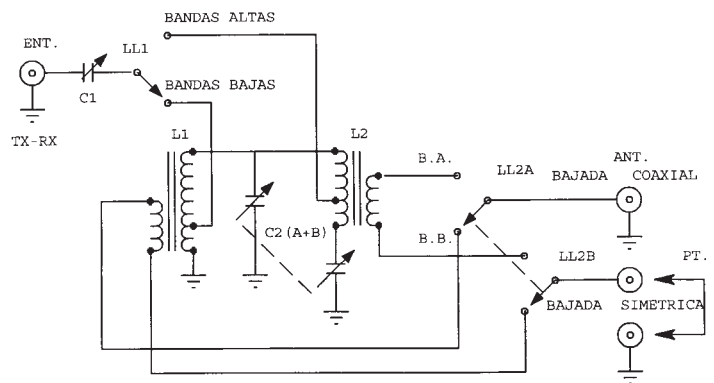 BANDAS ALTAS
ENT.
LL1
BANDAS BAJAS
C1
TX-RX
L1
L2
B.A.
LL2A
BAJADA
ANT.
COAXIAL
C2(A+B)
B.B.
LL2B
PT.
BAJADA SIMETRICA